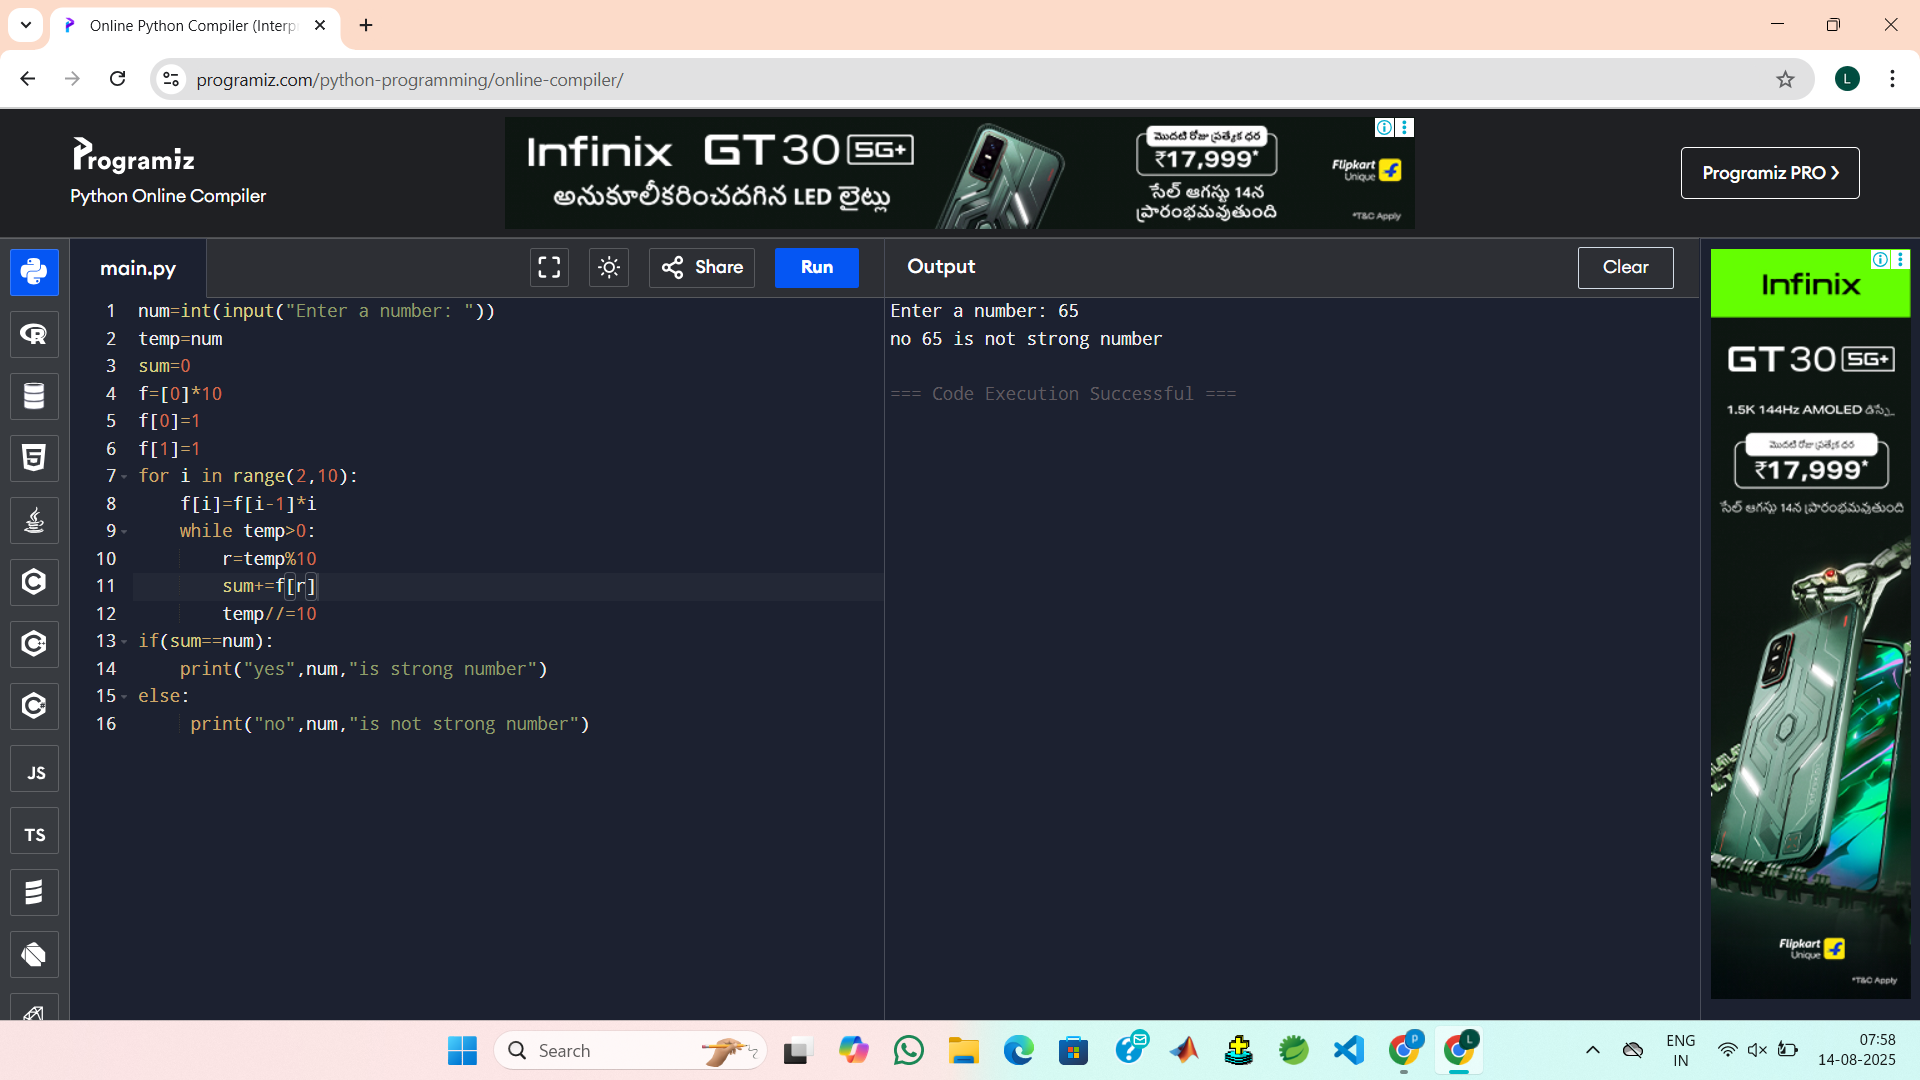 Online Python Compiler (Interp
programiz.com/python-programming/online-compiler/
L
Programiz
Python Online Compiler
Infinix GT 30 5G+
అనుకూలీకరించదగిన LED లైట్లు
మొదటి రోజు ప్రత్యేక ధర
₹17,999*
సేల్ ఆగస్టు 14న
ప్రారంభమవుతుంది
Flipkart
Unique
*T&C Apply
Programiz PRO ❯
main.py
Share
Run
Output
Clear
1 num=int(input("Enter a number: "))
2 temp=num
3 sum=0
4 f=[0]*10
5 f[0]=1
6 f[1]=1
7 for i in range(2,10):
8 f[i]=f[i-1]*i
9 while temp>0:
10 r=temp%10
11 sum+=f[r]
12 temp//=10
13 if(sum==num):
14 print("yes",num,"is strong number")
15 else:
16 print("no",num,"is not strong number")
Enter a number: 65
no 65 is not strong number
=== Code Execution Successful ===
JS
TS
Infinix
GT 30 5G+
1.5K 144Hz AMOLED డిస్ప్లే..
మొదటి రోజు ప్రత్యేక ధర
₹17,999*
సేల్ ఆగస్టు 14న ప్రారంభమవుతుంది
Flipkart
Unique
*T&C Apply
Search
P
L
ENG
IN
07:58
14-08-2025